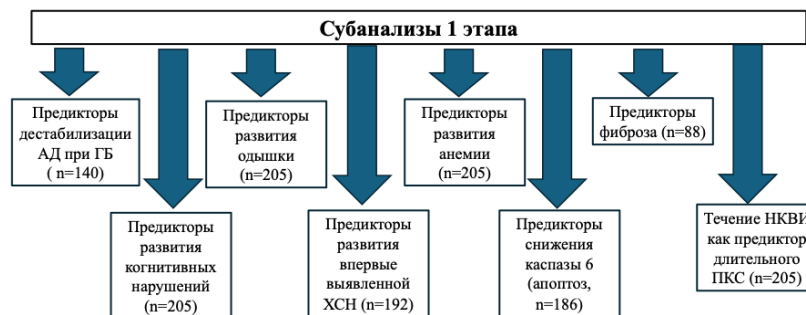 Субанализы 1 этапа
Предикторы
дестабилизации
АД при ГБ
( n=140)
Предикторы
развития
одышки
(n=205)
Предикторы
развития
анемии
(n=205)
Предикторы
фиброза (n=88)
Предикторы
развития
когнитивных
нарушений
(n=205)
Предикторы
развития
впервые
выявленной
ХСН (n=192)
Предикторы
снижения
каспазы 6
(апоптоз,
n=186)
Течение НКВИ
как предиктор
длительного
ПКС (n=205)